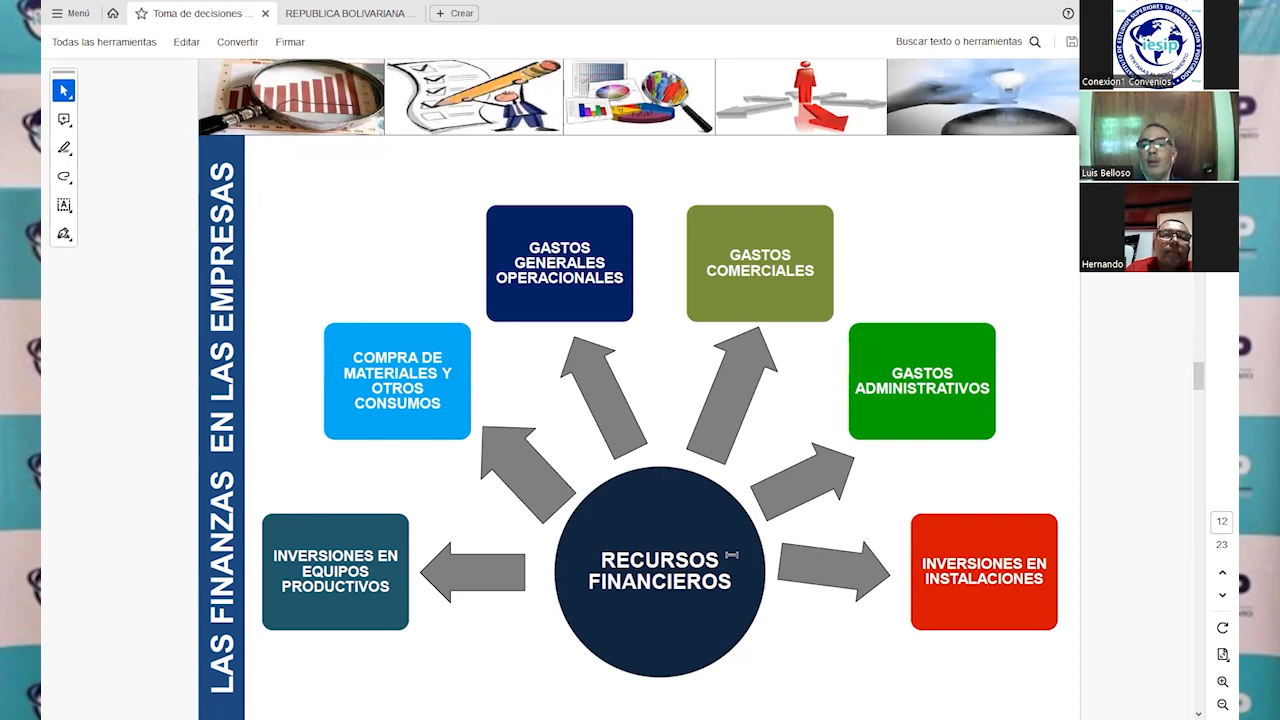 Menú
Toma de decisiones ...
REPUBLICA BOLIVARIANA ...
Crear
Todas las herramientas
Editar
Convertir
Firmar
Buscar texto o herramientas
iesip
Conexion1 Convenios
Luis Belloso
Hernando
LAS FINANZAS EN LAS EMPRESAS
GASTOS
GENERALES
OPERACIONALES
GASTOS
COMERCIALES
COMPRA DE
MATERIALES Y
OTROS
CONSUMOS
GASTOS
ADMINISTRATIVOS
INVERSIONES EN
EQUIPOS
PRODUCTIVOS
RECURSOS
FINANCIEROS
INVERSIONES EN
INSTALACIONES
12
23